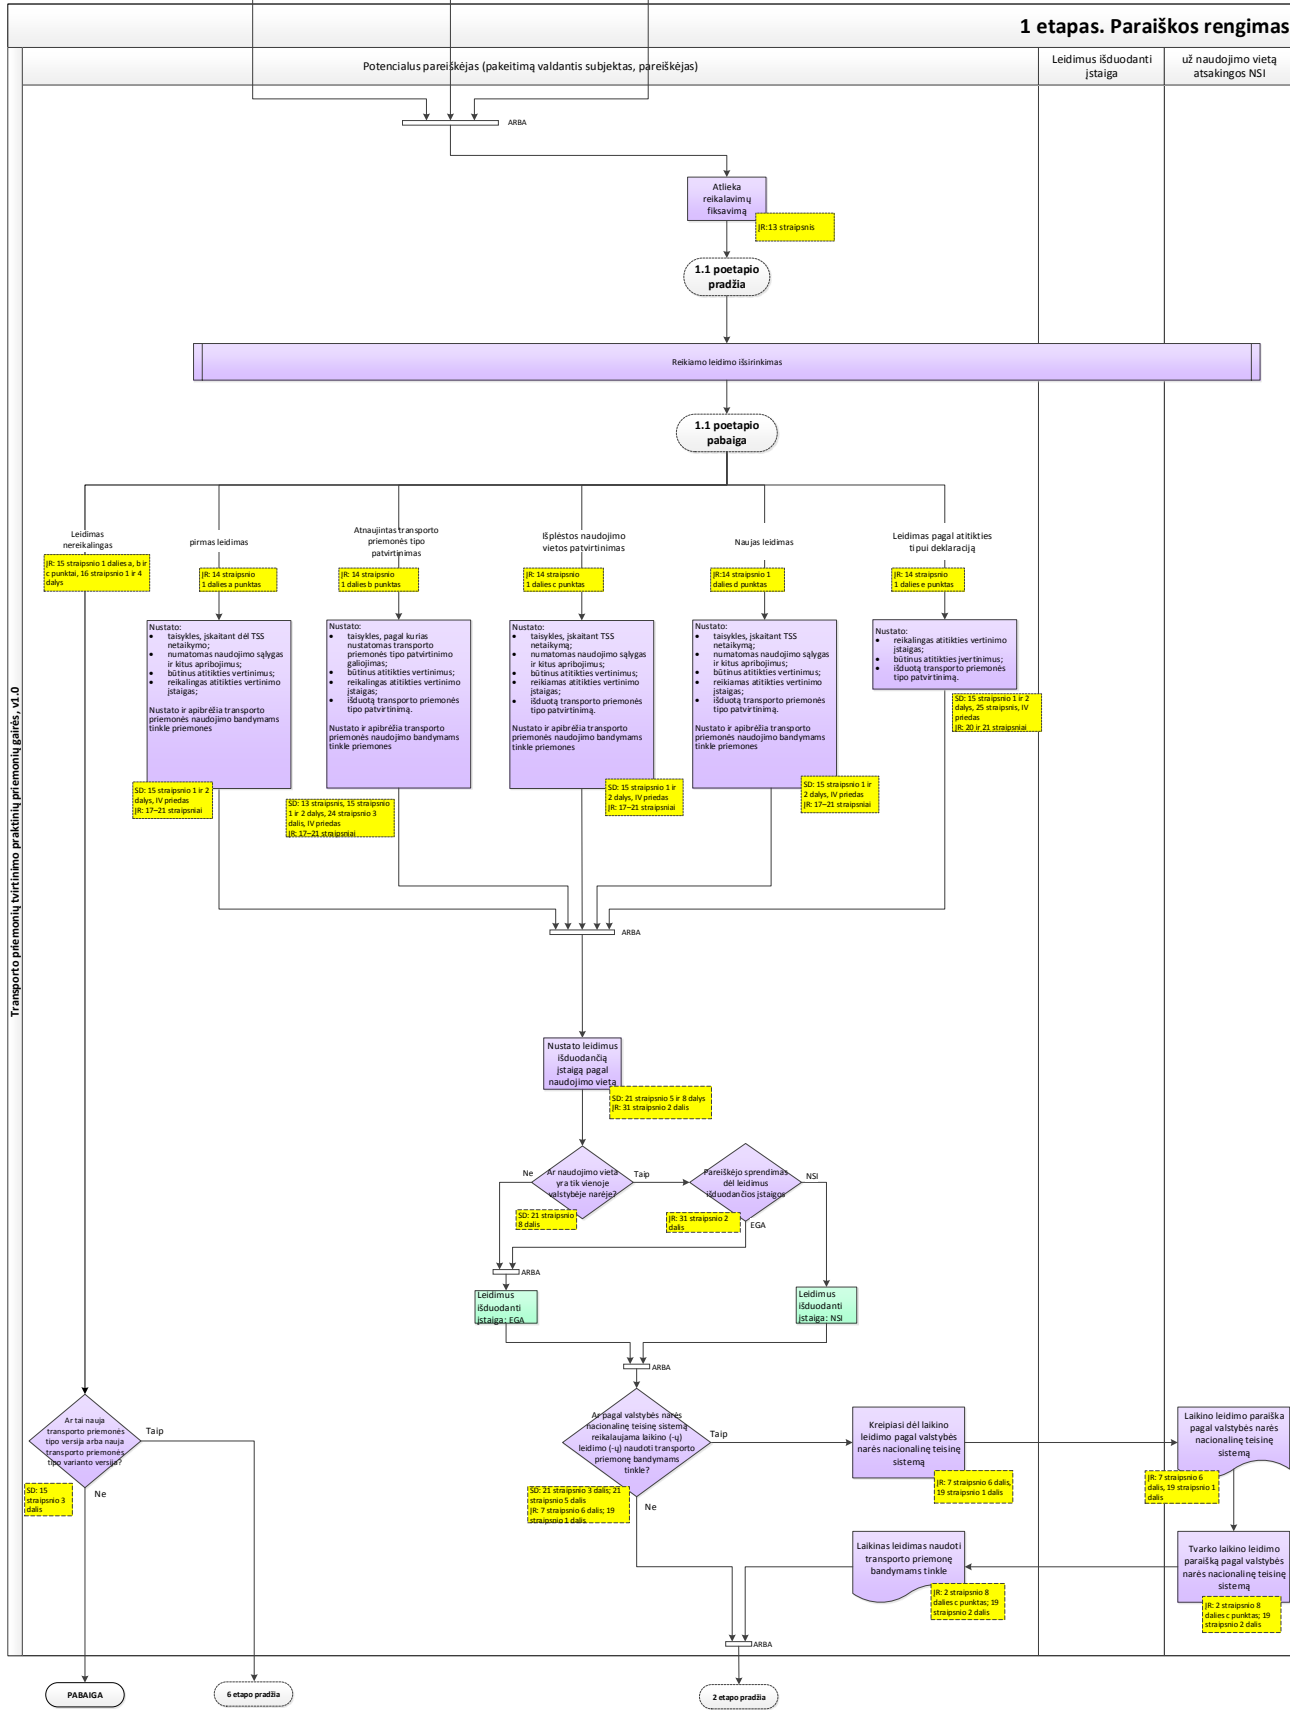 1 etapas. Paraiškos rengimas
Potencialus pareiškėjas (pakeitimą valdantis subjektas, pareiškėjas)
Leidimus išduodanti
įstaiga
už naudojimo vietą
atsakingos NSI
Transporto priemonių tvirtinimo praktinių priemonių gairės, v1.0
ARBA
Atlieka
reikalavimų
fiksavimą
JR:13 straipsnis
1.1 poetapio
pradžia
Reikiamo leidimo išsirinkimas
1.1 poetapio
pabaiga
Leidimas
nereikalingas
JR: 15 straipsnio 1 dalies a, b ir
c punktai, 16 straipsnio 1 ir 4
dalys
pirmas leidimas
JR: 14 straipsnio
1 dalies a punktas
Atnaujintas transporto
priemonės tipo
patvirtinimas
JR: 14 straipsnio
1 dalies b punktas
Išplėstos naudojimo
vietos patvirtinimas
JR: 14 straipsnio
1 dalies c punktas
Naujas leidimas
JR:14 straipsnio 1
dalies d punktas
Leidimas pagal atitikties
tipui deklaraciją
JR: 14 straipsnio
1 dalies e punktas
Nustato:
• taisykles, įskaitant dėl TSS
netaikymo;
• numatomas naudojimo sąlygas
ir kitus apribojimus;
• būtinus atitikties vertinimus;
• reikalingas atitikties vertinimo
įstaigas;
Nustato ir apibrėžia transporto
priemonės naudojimo bandymams
tinkle priemones
SD: 15 straipsnio 1 ir 2
dalys, IV priedas
JR: 17–21 straipsniai
Nustato:
• taisykles, pagal kurias
nustatomas transporto
priemonės tipo patvirtinimo
galiojimas;
• būtinus atitikties vertinimus;
• reikalingas atitikties vertinimo
įstaigas;
• išduotą transporto priemonės
tipo patvirtinimą.
Nustato ir apibrėžia transporto
priemonės naudojimo bandymams
tinkle priemones
SD: 13 straipsnis, 15 straipsnio
1 ir 2 dalys, 24 straipsnio 3
dalis, IV priedas
JR: 17–21 straipsniai
Nustato:
• taisykles, įskaitant TSS
netaikymą;
• numatomas naudojimo sąlygas
ir kitus apribojimus;
• būtinus atitikties vertinimus;
• reikiamas atitikties vertinimo
įstaigas;
• išduotą transporto priemonės
tipo patvirtinimą.
Nustato ir apibrėžia transporto
priemonės naudojimo bandymams
tinkle priemones
SD: 15 straipsnio 1 ir
2 dalys, IV priedas
JR: 17–21 straipsniai
Nustato:
• taisykles, įskaitant TSS
netaikymą;
• numatomas naudojimo sąlygas
ir kitus apribojimus;
• būtinus atitikties vertinimus;
• reikiamas atitikties vertinimo
įstaigas;
• išduotą transporto priemonės
tipo patvirtinimą.
Nustato ir apibrėžia transporto
priemonės naudojimo bandymams
tinkle priemones
SD: 15 straipsnio 1 ir
2 dalys, IV priedas
JR: 17–21 straipsniai
Nustato:
• reikalingas atitikties vertinimo
įstaigas;
• būtinus atitikties įvertinimus;
• išduotą transporto priemonės
tipo patvirtinimą.
SD: 15 straipsnio 1 ir 2
dalys, 25 straipsnis, IV
priedas
JR: 20 ir 21 straipsniai
ARBA
Nustato leidimus
išduodančią
įstaigą pagal
naudojimo vietą
SD: 21 straipsnio 5 ir 8 dalys
JR: 31 straipsnio 2 dalis
Ne
Ar naudojimo vieta
yra tik vienoje
valstybėje narėje?
Taip
SD: 21 straipsnio
8 dalis
Pareiškėjo sprendimas
dėl leidimus
išduodančios įstaigos
NSI
JR: 31 straipsnio 2
dalis
EGA
ARBA
Leidimus
išduodanti
įstaiga: EGA
Leidimus
išduodanti
įstaiga: NSI
ARBA
Ar tai nauja
transporto priemonės
tipo versija arba nauja
transporto priemonės
tipo varianto versija?
Taip
SD: 15
straipsnio 3
dalis
Ne
Ar pagal valstybės narės
nacionalinę teisinę sistemą
reikalaujama laikino (-ų)
leidimo (-ų) naudoti transporto
priemonę bandymams
tinkle?
Taip
SD: 21 straipsnio 3 dalis; 21
straipsnio 5 dalis
JR: 7 straipsnio 6 dalis; 19
straipsnio 1 dalis
Ne
Kreipiasi dėl laikino
leidimo pagal valstybės
narės nacionalinę teisinę
sistemą
JR: 7 straipsnio 6 dalis,
19 straipsnio 1 dalis
Laikino leidimo paraiška
pagal valstybės narės
nacionalinę teisinę
sistemą
JR: 7 straipsnio 6
dalis, 19 straipsnio 1
dalis
Laikinas leidimas naudoti
transporto priemonę
bandymams tinkle
JR: 2 straipsnio 8
dalies c punktas; 19
straipsnio 2 dalis
Tvarko laikino leidimo
paraišką pagal valstybės
narės nacionalinę teisinę
sistemą
JR: 2 straipsnio 8
dalies c punktas; 19
straipsnio 2 dalis
ARBA
PABAIGA
6 etapo pradžia
2 etapo pradžia